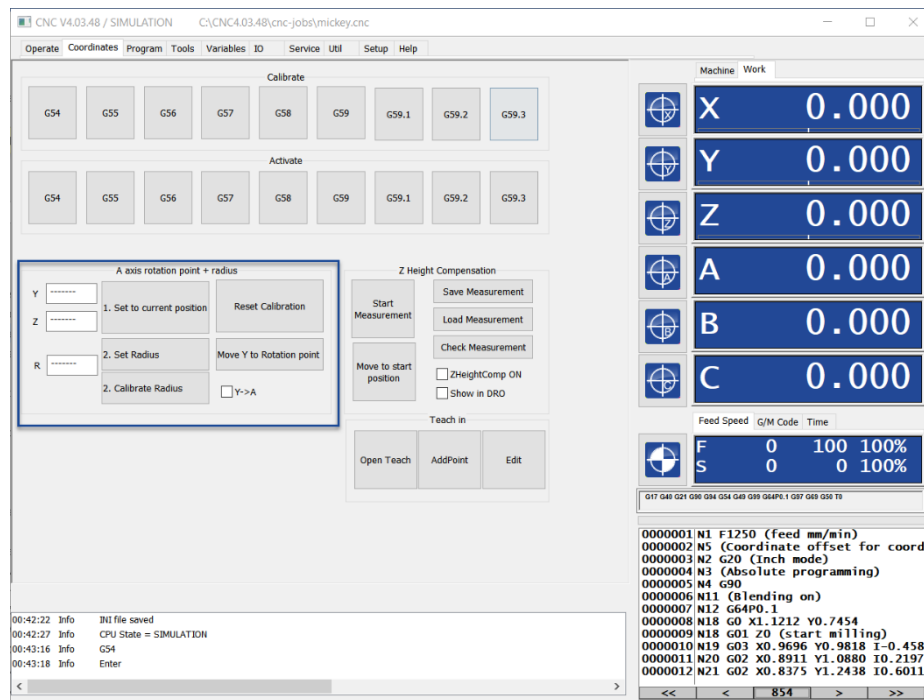 CNC V4.03.48 / SIMULATION C:\CNC4.03.48\cnc-jobs\mickey.cnc
Operate Coordinates Program Tools Variables IO Service Util Setup Help
Calibrate
G54 G55 G56 G57 G58 G59 G59.1 G59.2 G59.3
Activate
G54 G55 G56 G57 G58 G59 G59.1 G59.2 G59.3
A axis rotation point + radius
Y -------
Z -------
R -------
1. Set to current position
Reset Calibration
2. Set Radius
Move Y to Rotation point
2. Calibrate Radius
Y->A
Z Height Compensation
Start
Measurement
Save Measurement
Load Measurement
Check Measurement
Move to start
position
ZHeightComp ON
Show in DRO
Teach in
Open Teach AddPoint Edit
Machine Work
X 0.000
Y 0.000
Z 0.000
A 0.000
B 0.000
C 0.000
Feed Speed G/M Code Time
F 0 100 100%
S 0 0 100%
G17 G40 G21 G90 G94 G54 G49 G99 G64P0.1 G97 G69 G50 T0
0000001 N1 F1250 (feed mm/min)
0000002 N5 (Coordinate offset for coord
0000003 N2 G20 (Inch mode)
0000004 N3 (Absolute programming)
0000005 N4 G90
0000006 N11 (Blending on)
0000007 N12 G64P0.1
0000008 N18 G0 X1.1212 Y0.7454
0000009 N18 G01 Z0 (start milling)
0000010 N19 G03 X0.9696 Y0.9818 I-0.458
0000011 N20 G02 X0.8911 Y1.0880 I0.2197
0000012 N21 G02 X0.8375 Y1.2438 I0.6011
<< < 854 > >>
00:42:22 Info INI file saved
00:42:27 Info CPU State = SIMULATION
00:43:16 Info G54
00:43:18 Info Enter